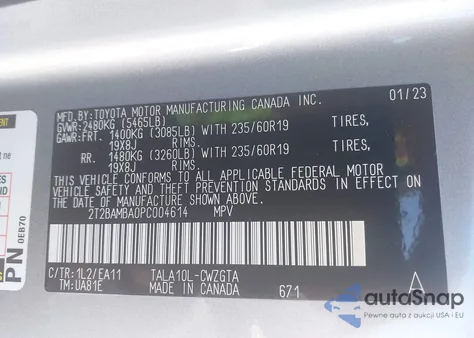 MFD.BY:TOYOTA MOTOR MANUFACTURING CANADA INC.
01/23
GVWR:2480KG (5465LB)
GAWR:FRT. 1400KG (3085LB) WITH 235/60R19 TIRES,
19X8J RIMS.
RR. 1480KG (3260LB) WITH 235/60R19 TIRES,
19X8J RIMS.
THIS VEHICLE CONFORMS TO ALL APPLICABLE FEDERAL MOTOR
VEHICLE SAFETY AND THEFT PREVENTION STANDARDS IN EFFECT ON
THE DATE OF MANUFACTURE SHOWN ABOVE.
2T2BAMBA0PC004614 MPV
C/TR:1L2/EA11 TALA10L-CWZGTA A
TM:UA81E MADE IN CANADA 671
PN 0EB70
autoSnap
Pewne auta z aukcji USA i EU